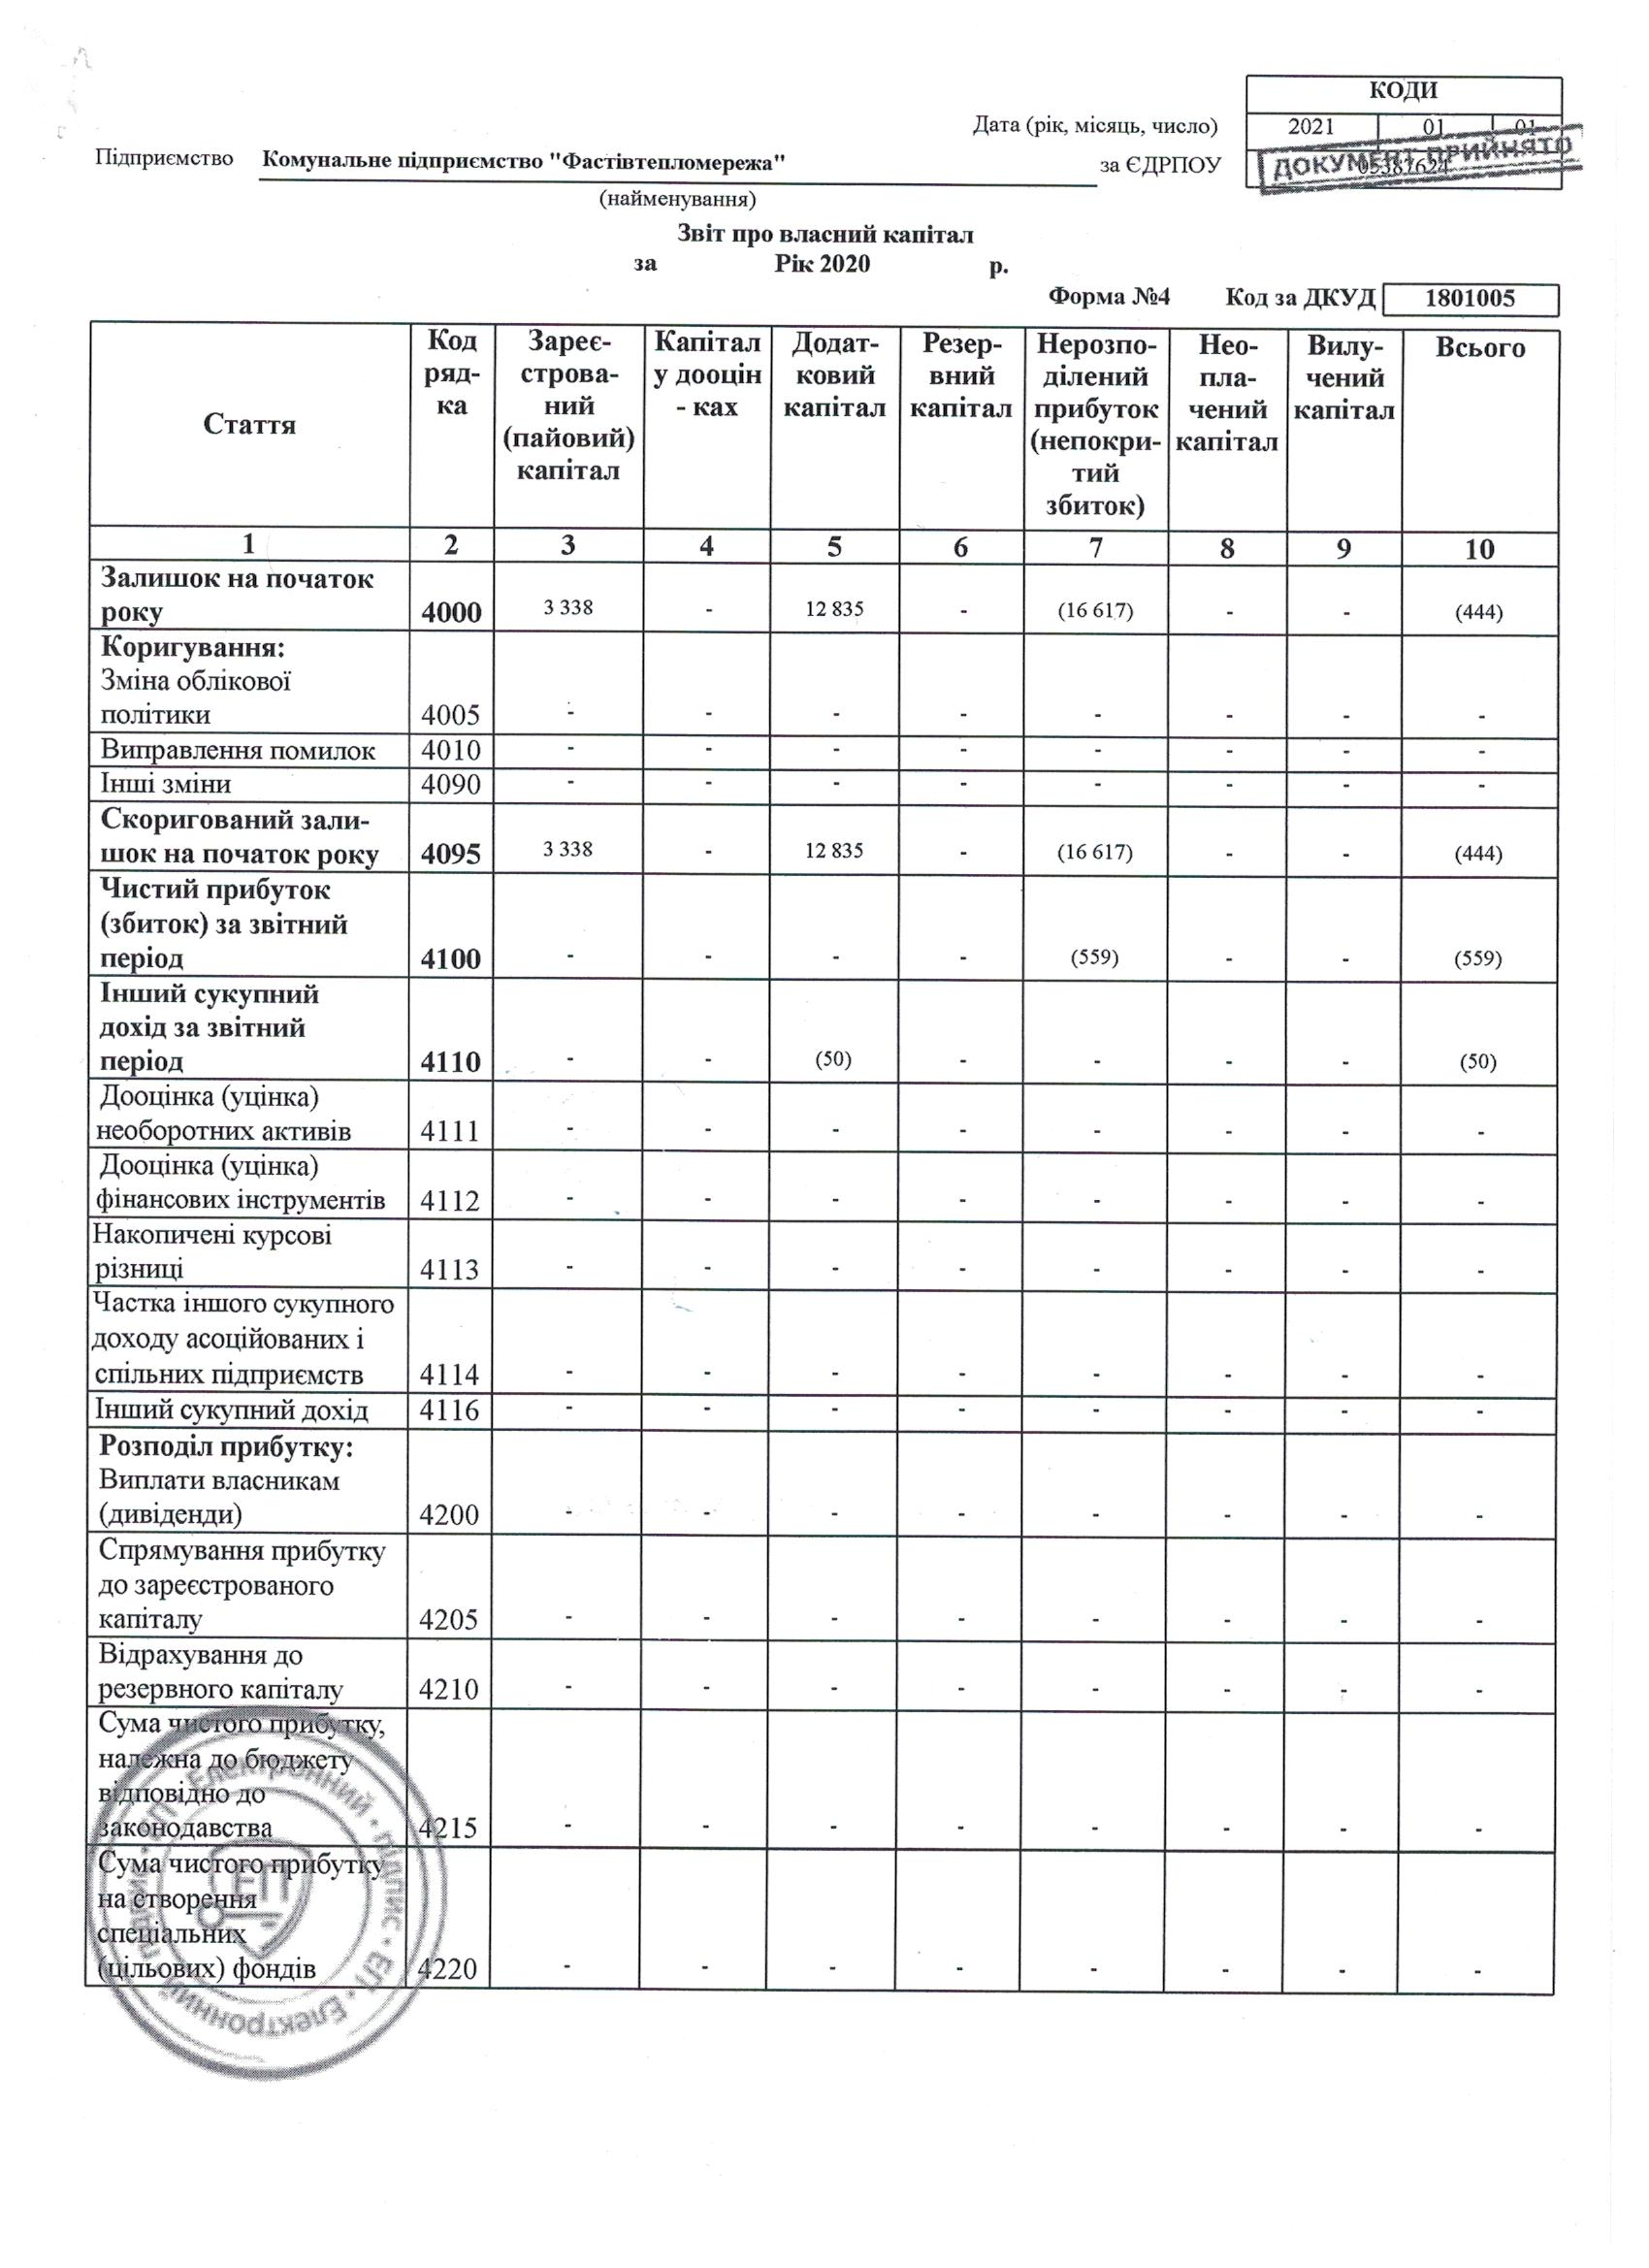 КОДИ
Дата (рік, місяць, число) 2021 01 01
Підприємство Комунальне підприємство "Фастівтепломережа" за ЄДРПОУ
ДОКУМЕНТ ПРИЙНЯТО
(найменування)
Звіт про власний капітал
за Рік 2020 р.
Форма №4 Код за ДКУД 1801005
Стаття
Код
ряд-
ка
Зареє-
строва-
ний
(пайовий)
капітал
Капітал
у дооцін
- ках
Додат-
ковий
капітал
Резер-
вний
капітал
Нерозпо-
ділений
прибуток
(непокри-
тий
збиток)
Нео-
пла-
чений
капітал
Вилу-
чений
капітал
Всього
1 2 3 4 5 6 7 8 9 10
Залишок на початок
року 4000 3 338 - 12 835 - (16 617) - - (444)
Коригування:
Зміна облікової
політики 4005 - - - - - - - -
Виправлення помилок 4010 - - - - - - - -
Інші зміни 4090 - - - - - - - -
Скоригований зали-
шок на початок року 4095 3 338 - 12 835 - (16 617) - - (444)
Чистий прибуток
(збиток) за звітний
період 4100 - - - - (559) - - (559)
Інший сукупний
дохід за звітний
період 4110 - - (50) - - - - (50)
Дооцінка (уцінка)
необоротних активів 4111 - - - - - - - -
Дооцінка (уцінка)
фінансових інструментів 4112 - - - - - - - -
Накопичені курсові
різниці 4113 - - - - - - - -
Частка іншого сукупного
доходу асоційованих і
спільних підприємств 4114 - - - - - - - -
Інший сукупний дохід 4116 - - - - - - - -
Розподіл прибутку:
Виплати власникам
(дивіденди) 4200 - - - - - - - -
Спрямування прибутку
до зареєстрованого
капіталу 4205 - - - - - - - -
Відрахування до
резервного капіталу 4210 - - - - - - - -
Сума чистого прибутку,
належна до бюджету
відповідно до
законодавства 4215 - - - - - - - -
Сума чистого прибутку
на створення
спеціальних
(цільових) фондів 4220 - - - - - - - -
Електронний • підпис • ЕП • Електронний • підпис • ЕП •
ЕП